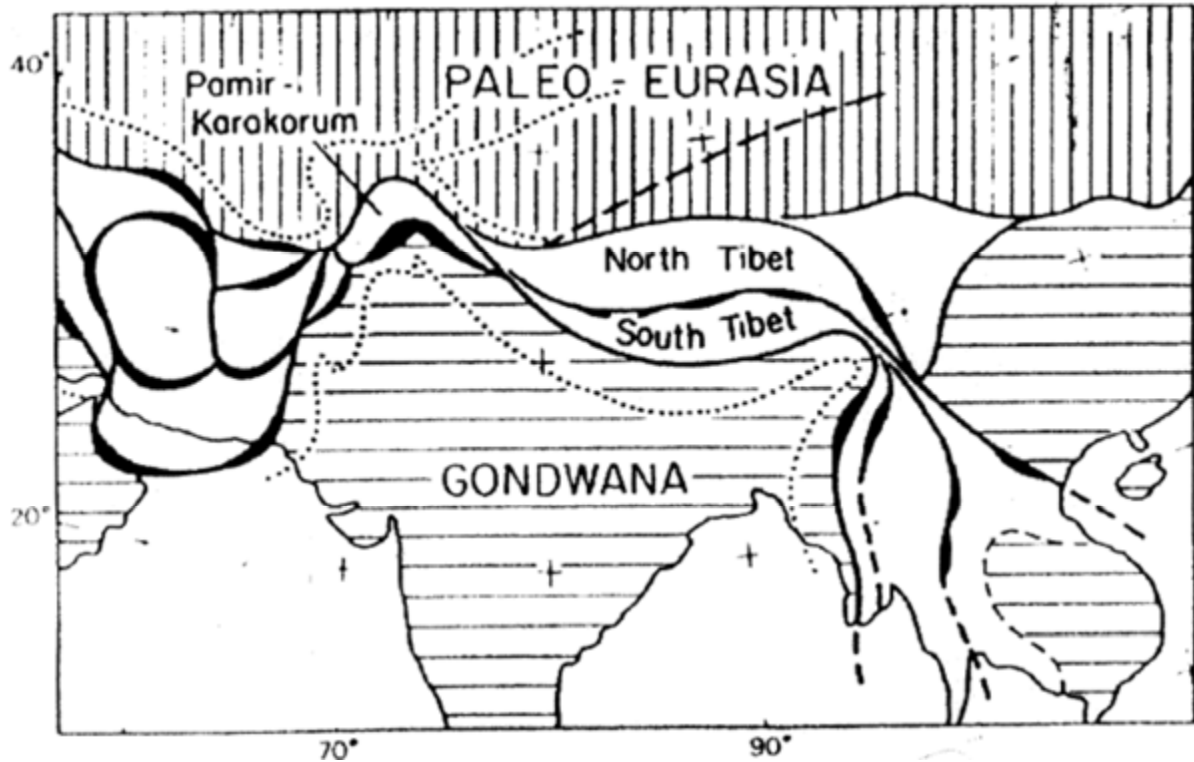 40°
PALEO - EURASIA
Pamir -
Karakorum
North Tibet
South Tibet
GONDWANA
20°
70°
90°